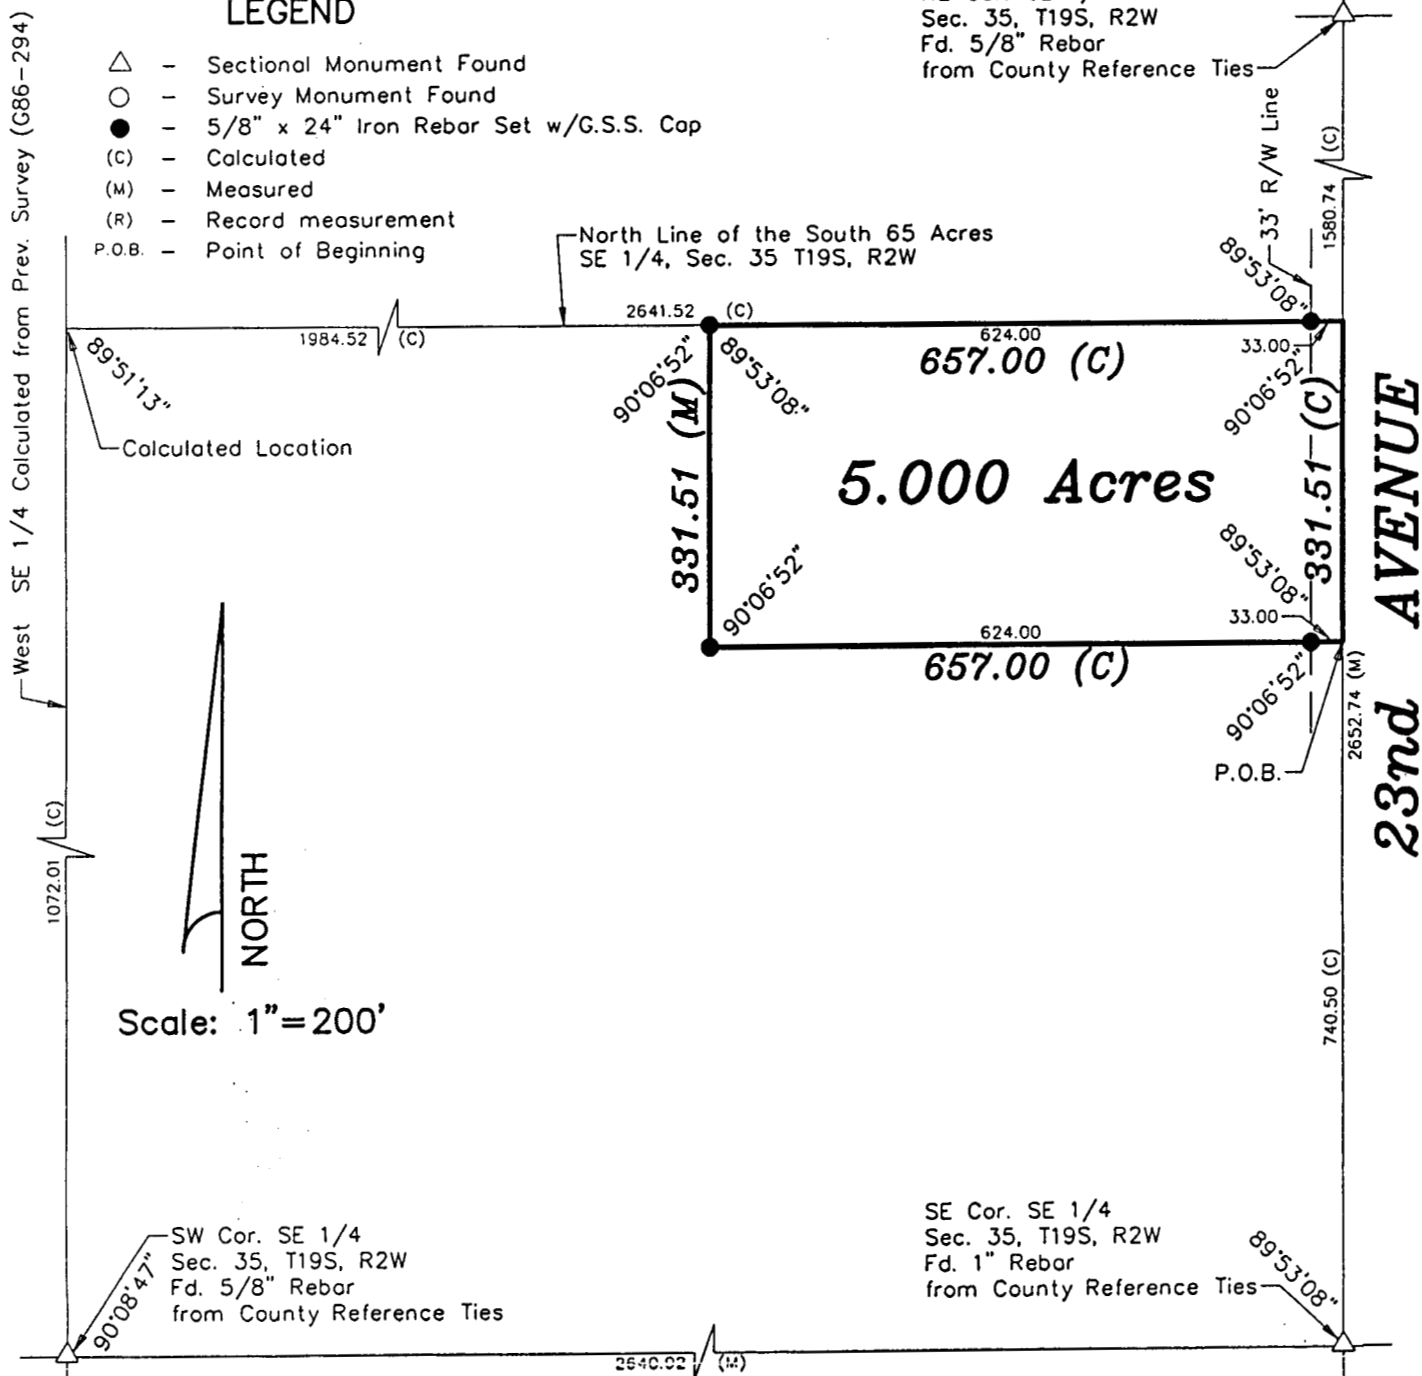 LEGEND
△ – Sectional Monument Found
○ – Survey Monument Found
● – 5/8" x 24" Iron Rebar Set w/G.S.S. Cap
(C) – Calculated
(M) – Measured
(R) – Record measurement
P.O.B. – Point of Beginning
West SE 1/4 Calculated from Prev. Survey (G86-294)
Sec. 35, T19S, R2W
Fd. 5/8" Rebar
from County Reference Ties
33' R/W Line
1580.74 (C)
North Line of the South 65 Acres
SE 1/4, Sec. 35 T19S, R2W
2641.52 (C)
1984.52 (C)
89°51'13"
Calculated Location
90°06'52"
89°53'08"
624.00
657.00 (C)
89°53'08"
33.00
90°06'52"
331.51 (M)
5.000 Acres
331.51 (C)
90°06'52"
89°53'08"
33.00
624.00
657.00 (C)
90°06'52"
P.O.B.
2652.74 (M)
23nd AVENUE
1072.01 (C)
NORTH
Scale: 1"=200'
740.50 (C)
SW Cor. SE 1/4
Sec. 35, T19S, R2W
Fd. 5/8" Rebar
from County Reference Ties
90°08'47"
SE Cor. SE 1/4
Sec. 35, T19S, R2W
Fd. 1" Rebar
from County Reference Ties
89°53'08"
2640.02 (M)